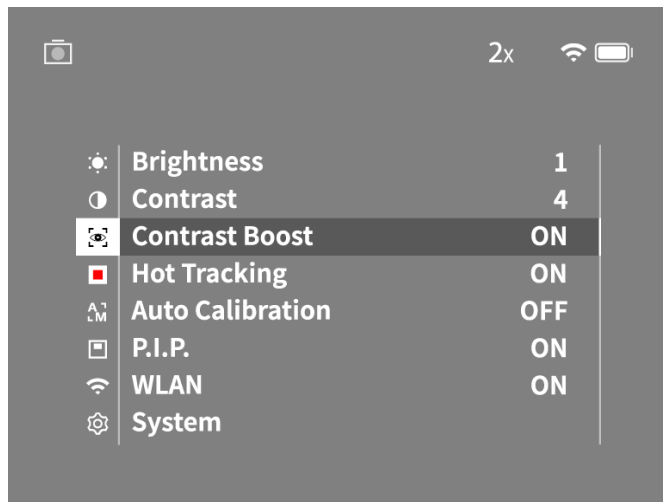 2x
Brightness 1
Contrast 4
Contrast Boost ON
Hot Tracking ON
A M Auto Calibration OFF
P.I.P. ON
WLAN ON
System